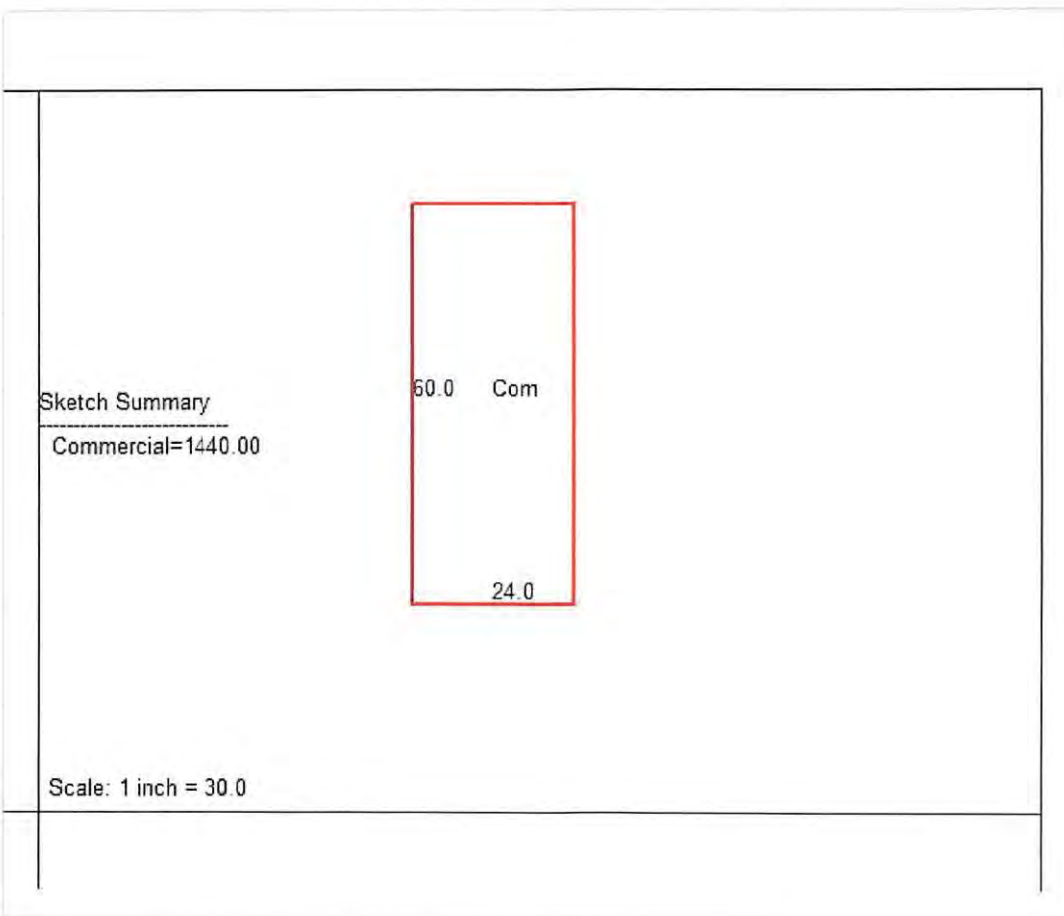 60.0 Com
Sketch Summary
Commercial=1440.00
24.0
Scale: 1 inch = 30.0